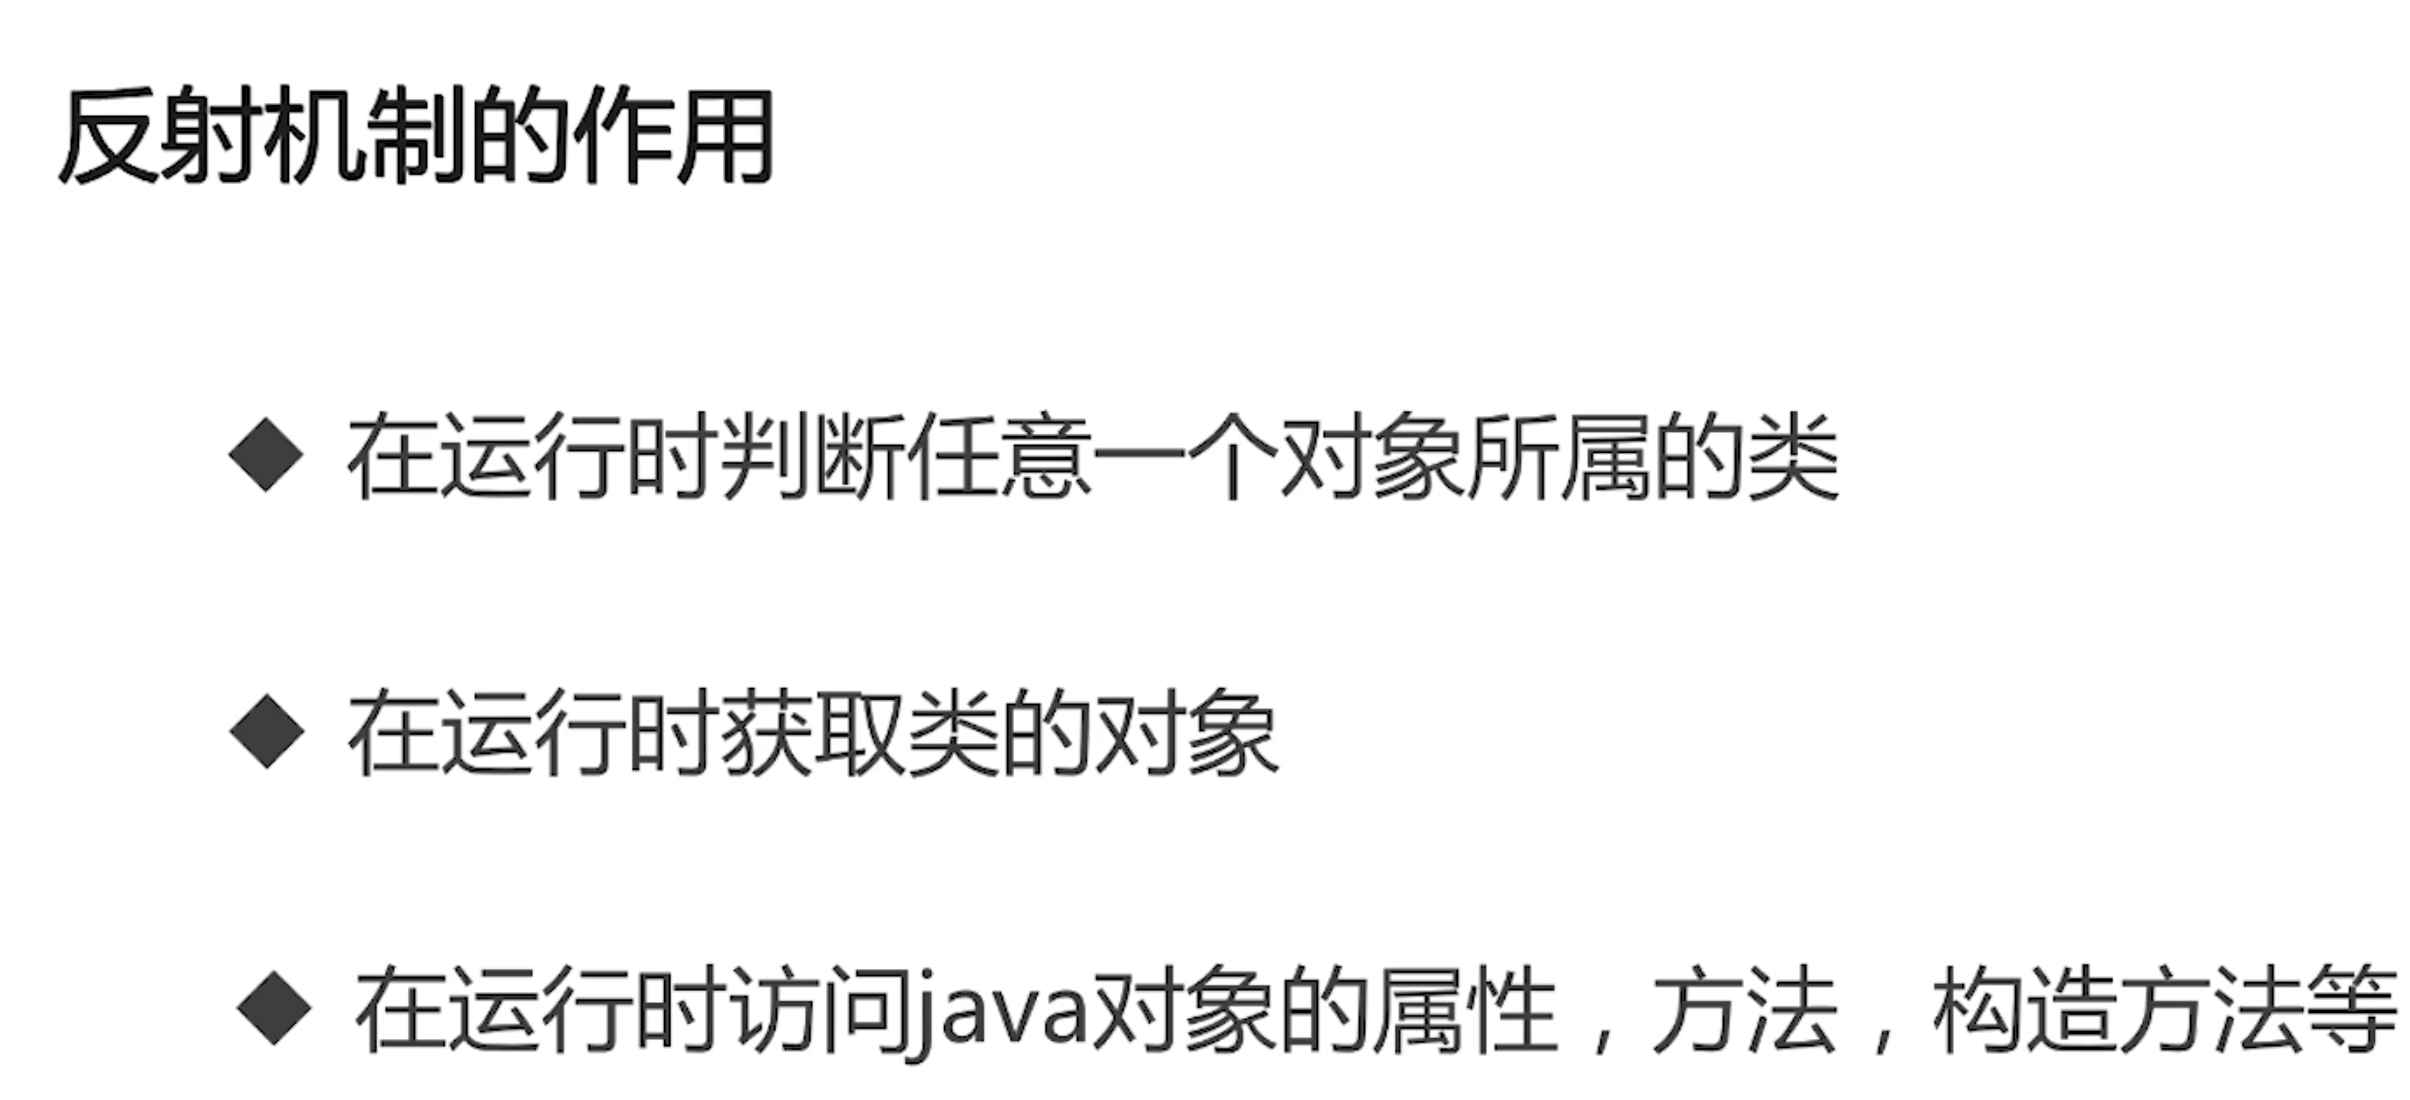 反射机制的作用
◆ 在运行时判断任意一个对象所属的类
◆ 在运行时获取类的对象
◆ 在运行时访问java对象的属性，方法，构造方法等